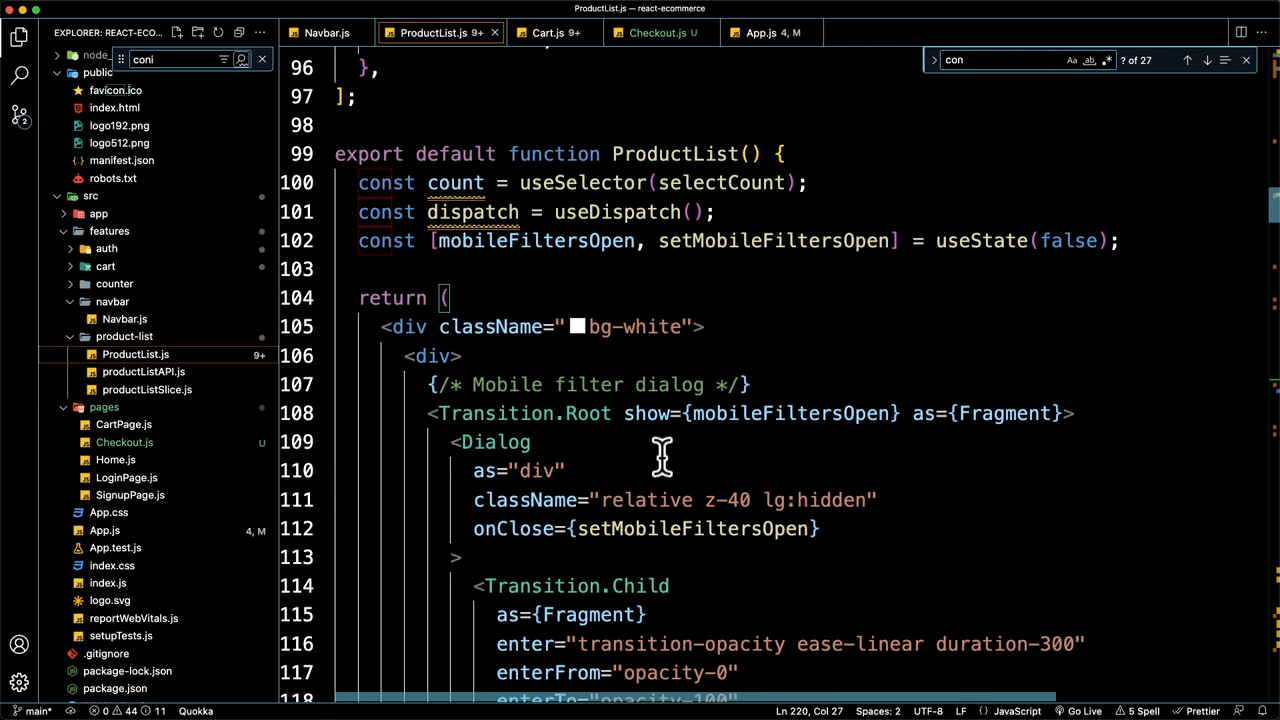 ProductList.js — react-ecommerce
EXPLORER: REACT-ECO...
Navbar.js
ProductList.js 9+
Cart.js 9+
Checkout.js U
App.js 4, M
coni
con
Aa ab ? of 27
node_
public
favicon.ico
index.html
logo192.png
logo512.png
manifest.json
robots.txt
src
app
features
auth
cart
counter
navbar
Navbar.js
product-list
ProductList.js 9+
productListAPI.js
productListSlice.js
pages
CartPage.js
Checkout.js U
Home.js
LoginPage.js
SignupPage.js
App.css
App.js 4, M
App.test.js
index.css
index.js
logo.svg
reportWebVitals.js
setupTests.js
.gitignore
package-lock.json
package.json
96 },
97 ];
98
99 export default function ProductList() {
100 const count = useSelector(selectCount);
101 const dispatch = useDispatch();
102 const [mobileFiltersOpen, setMobileFiltersOpen] = useState(false);
103
104 return (
105 <div className="bg-white">
106 <div>
107 {/* Mobile filter dialog */}
108 <Transition.Root show={mobileFiltersOpen} as={Fragment}>
109 <Dialog
110 as="div"
111 className="relative z-40 lg:hidden"
112 onClose={setMobileFiltersOpen}
113 >
114 <Transition.Child
115 as={Fragment}
116 enter="transition-opacity ease-linear duration-300"
117 enterFrom="opacity-0"
118 enterTo="opacity-100"
main* 0 44 11 Quokka
Ln 220, Col 27 Spaces: 2 UTF-8 LF {} JavaScript Go Live 5 Spell Prettier